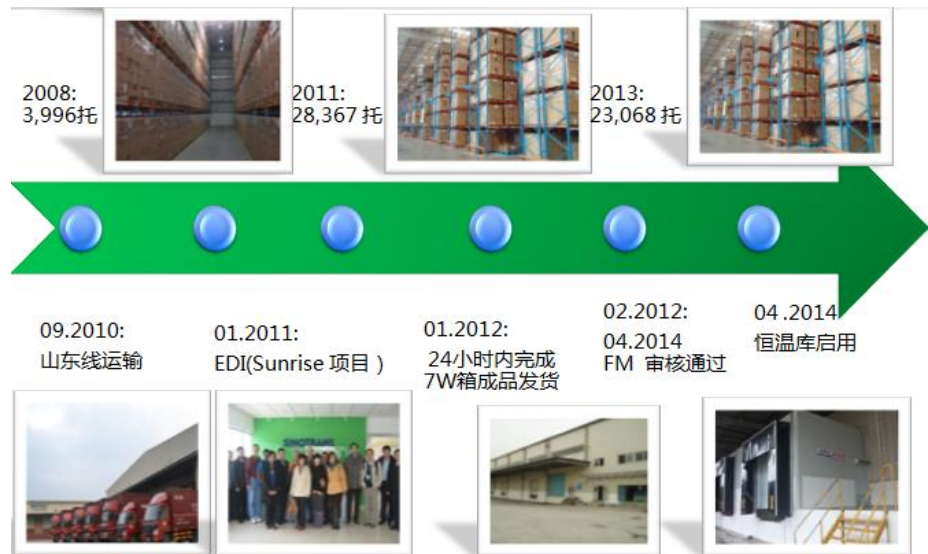 2008:
3,996托
2011:
28,367 托
2013:
23,068 托
09.2010:
山东线运输
01.2011:
EDI(Sunrise 项目 )
01.2012:
24小时内完成
7W箱成品发货
02.2012:
04.2014
FM 审核通过
04 .2014
恒温库启用
SINOTRANS